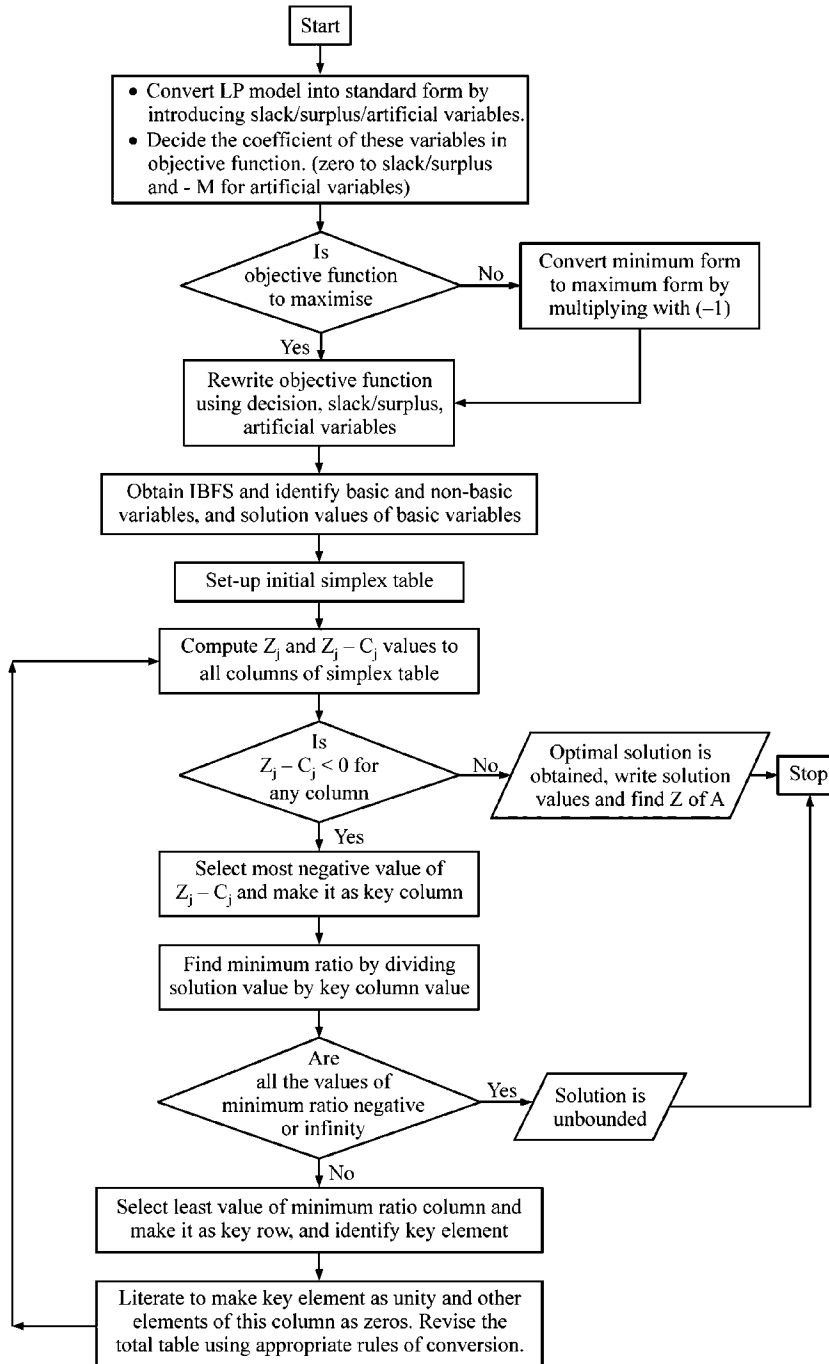 Start
• Convert LP model into standard form by
introducing slack/surplus/artificial variables.
• Decide the coefficient of these variables in
objective function. (zero to slack/surplus
and - M for artificial variables)
Is
objective function
to maximise
No
Convert minimum form
to maximum form by
multiplying with (–1)
Yes
Rewrite objective function
using decision, slack/surplus,
artificial variables
Obtain IBFS and identify basic and non-basic
variables, and solution values of basic variables
Set-up initial simplex table
Compute Zj and Zj – Cj values to
all columns of simplex table
Is
Zj – Cj < 0 for
any column
No
Optimal solution is
obtained, write solution
values and find Z of A
Stop
Yes
Select most negative value of
Zj – Cj and make it as key column
Find minimum ratio by dividing
solution value by key column value
Are
all the values of
minimum ratio negative
or infinity
Yes
Solution is
unbounded
No
Select least value of minimum ratio column and
make it as key row, and identify key element
Literate to make key element as unity and other
elements of this column as zeros. Revise the
total table using appropriate rules of conversion.